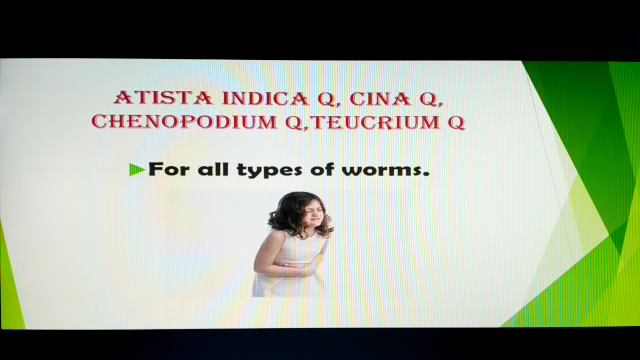 ATISTA INDICA Q, CINA Q,
CHENOPODIUM Q,TEUCRIUM Q
For all types of worms.